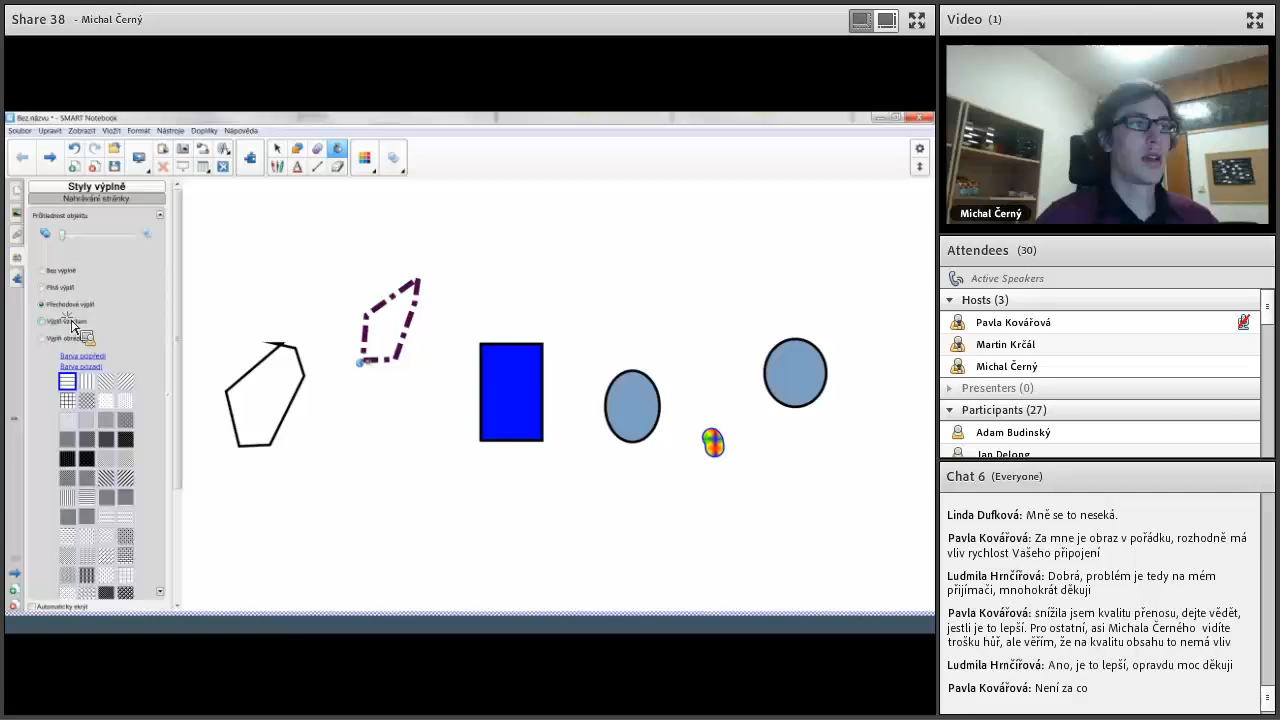 Share 38 - Michal Černý
Bez názvu * - SMART Notebook
Soubor Upravit Zobrazit Vložit Formát Nástroje Doplňky Nápověda
Styly výplně
Nahrávání stránky
Průhlednost objektu
Bez výplně
Plná výplň
Přechodová výplň
Barva popředí
Barva pozadí
Automaticky skrýt
Video (1)
Michal Černý
Attendees (30)
Active Speakers
Hosts (3)
Pavla Kovářová
Martin Krčál
Michal Černý
Presenters (0)
Participants (27)
Adam Budinský
Jan Delong
Chat 6 (Everyone)
Linda Dufková: Mně se to neseká.
Pavla Kovářová: Za mne je obraz v pořádku, rozhodně má
vliv rychlost Vašeho připojení
Ludmila Hrnčířová: Dobrá, problém je tedy na mém
přijímači, mnohokrát děkuji
Pavla Kovářová: snížila jsem kvalitu přenosu, dejte vědět,
jestli je to lepší. Pro ostatní, asi Michala Černého vidíte
trošku hůř, ale věřím, že na kvalitu obsahu to nemá vliv
Ludmila Hrnčířová: Ano, je to lepší, opravdu moc děkuji
Pavla Kovářová: Není za co